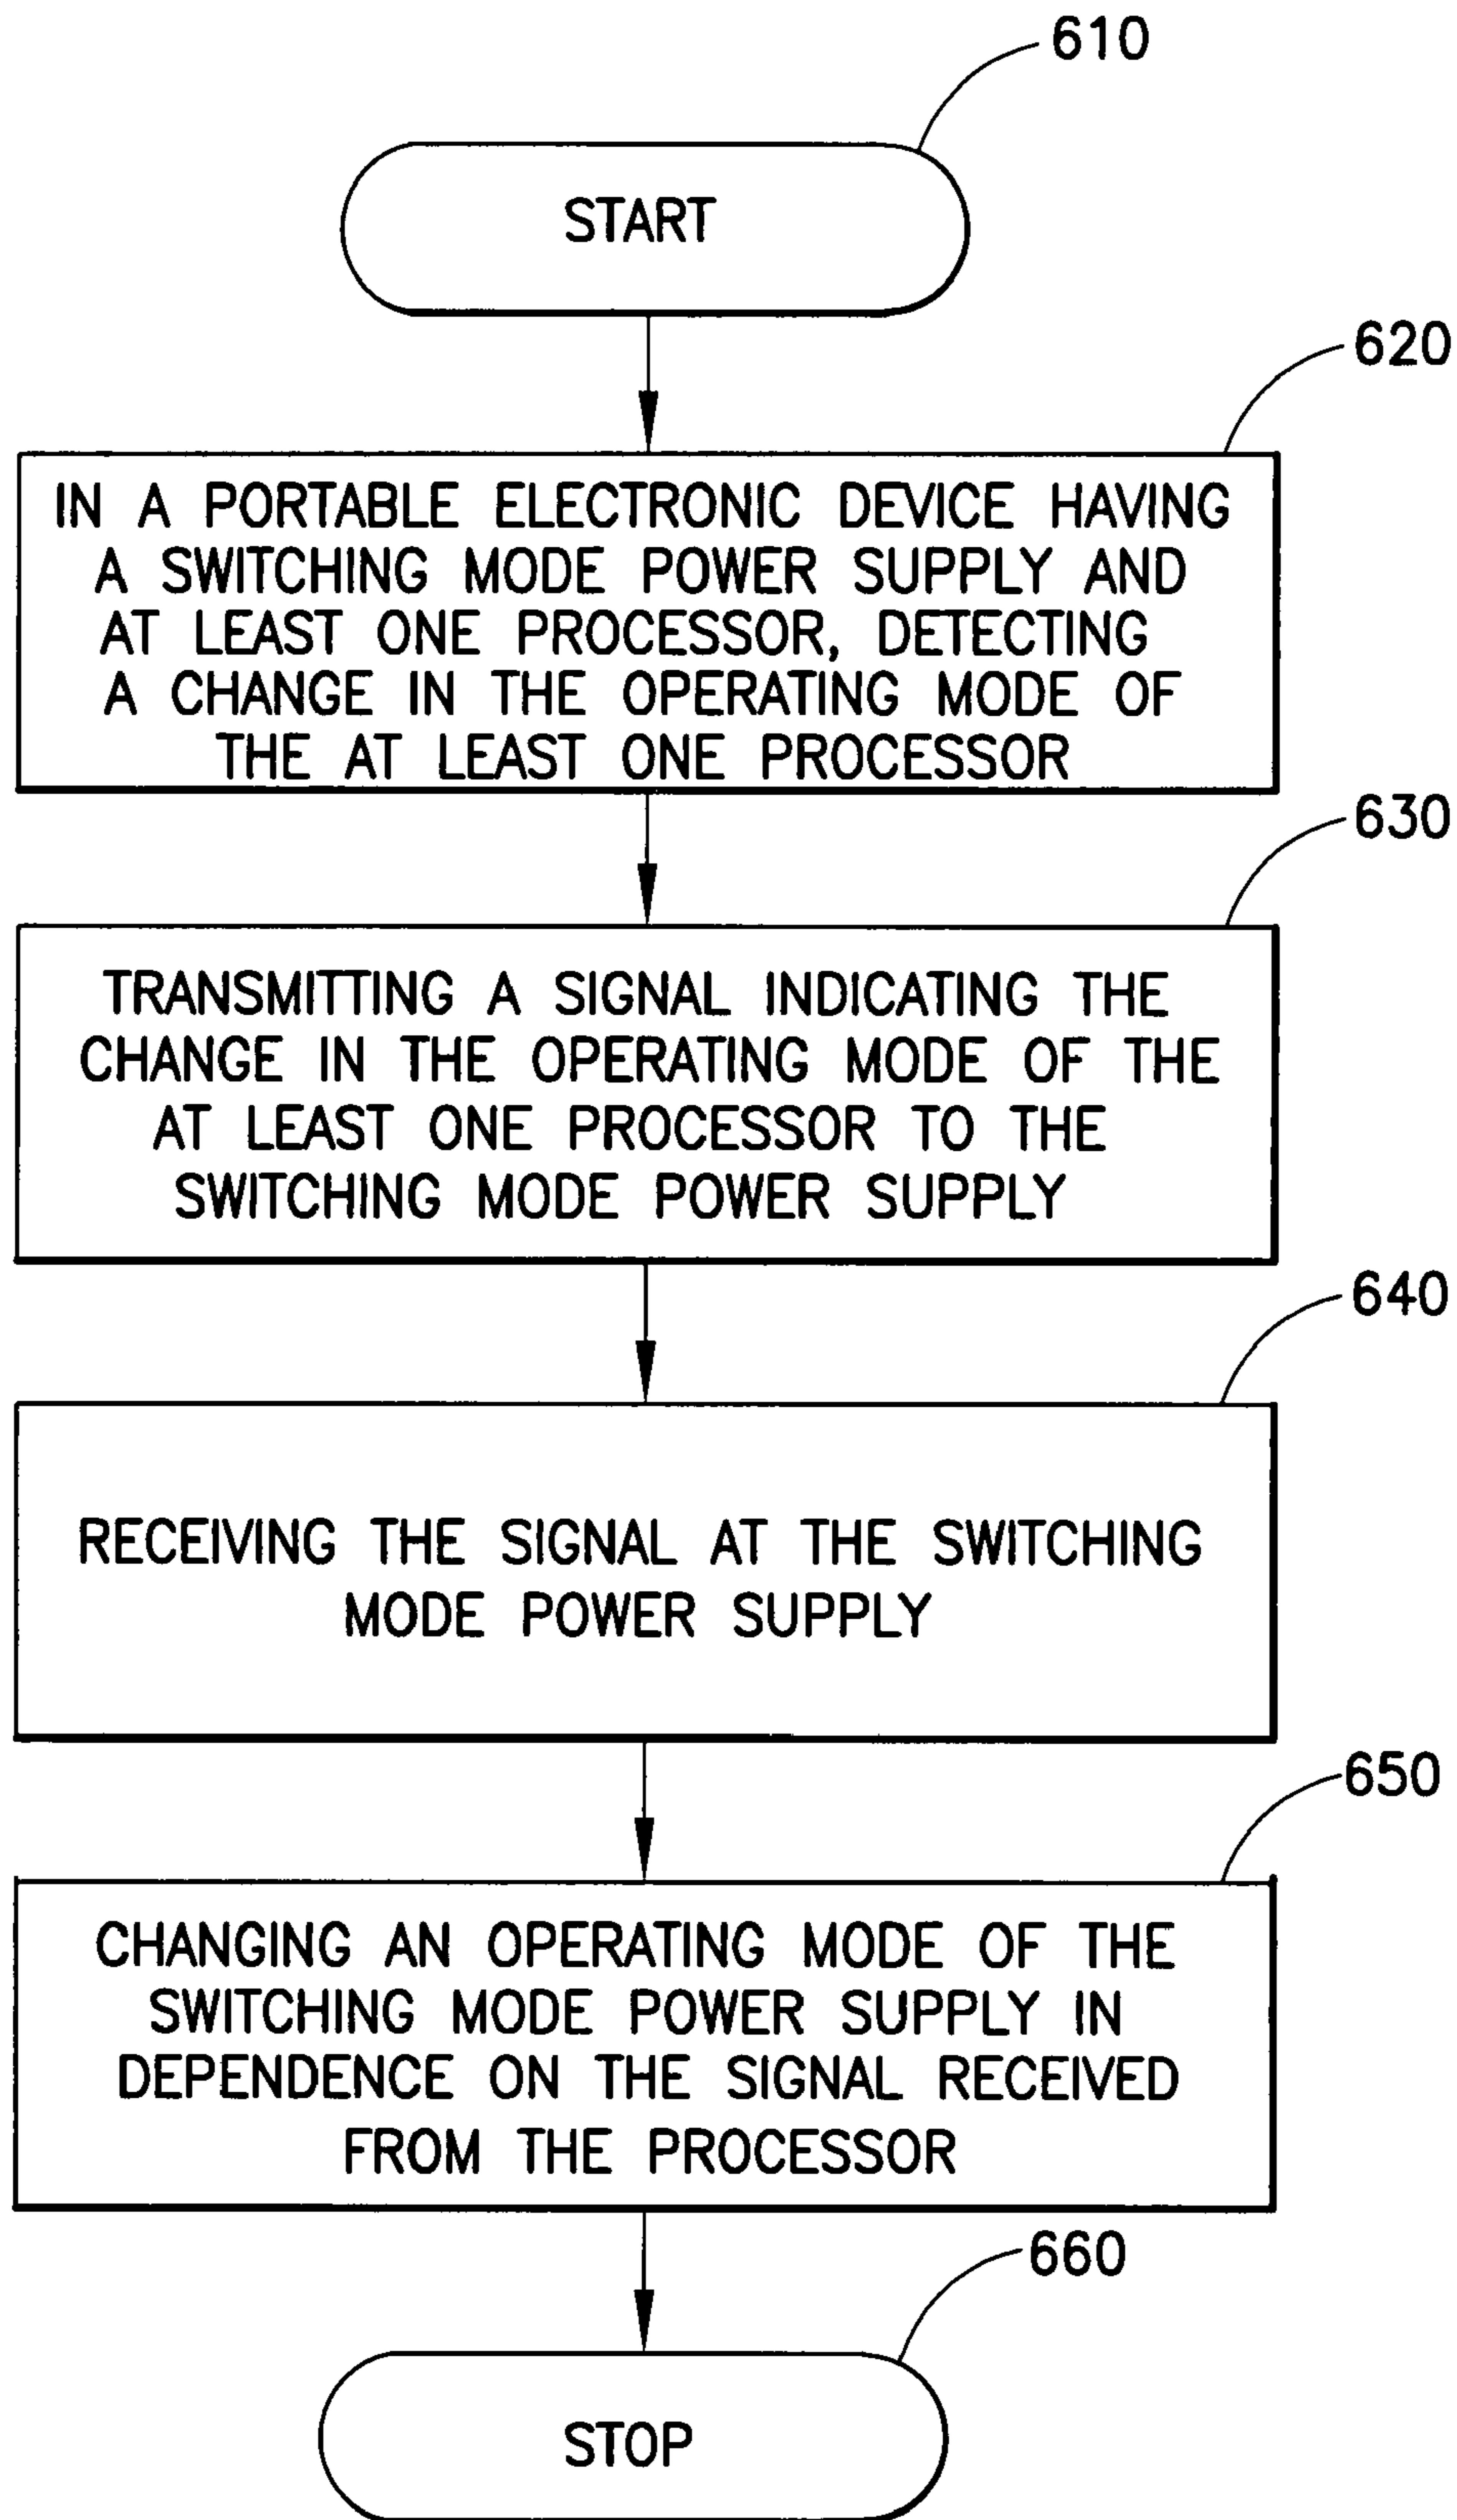 610
START
620
IN A PORTABLE ELECTRONIC DEVICE HAVING
A SWITCHING MODE POWER SUPPLY AND
AT LEAST ONE PROCESSOR, DETECTING
A CHANGE IN THE OPERATING MODE OF
THE AT LEAST ONE PROCESSOR
630
TRANSMITTING A SIGNAL INDICATING THE
CHANGE IN THE OPERATING MODE OF THE
AT LEAST ONE PROCESSOR TO THE
SWITCHING MODE POWER SUPPLY
640
RECEIVING THE SIGNAL AT THE SWITCHING
MODE POWER SUPPLY
650
CHANGING AN OPERATING MODE OF THE
SWITCHING MODE POWER SUPPLY IN
DEPENDENCE ON THE SIGNAL RECEIVED
FROM THE PROCESSOR
660
STOP